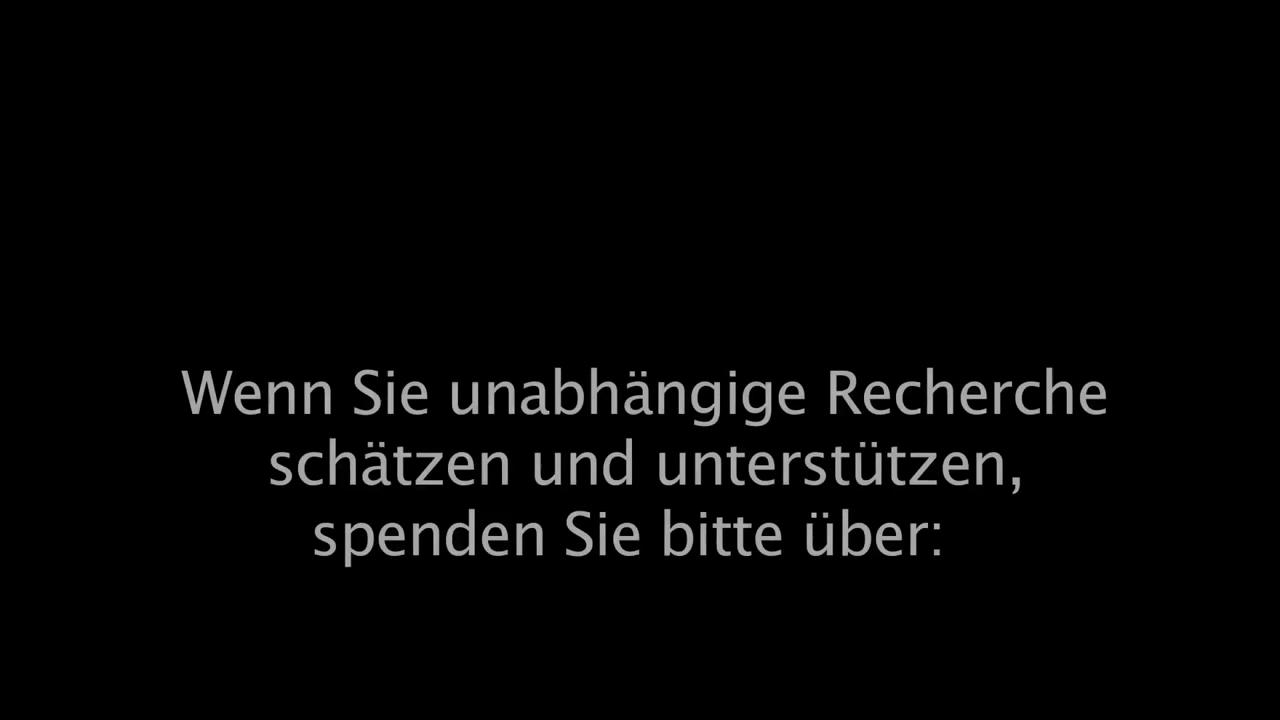 Wenn Sie unabhängige Recherche
schätzen und unterstützen,
spenden Sie bitte über: